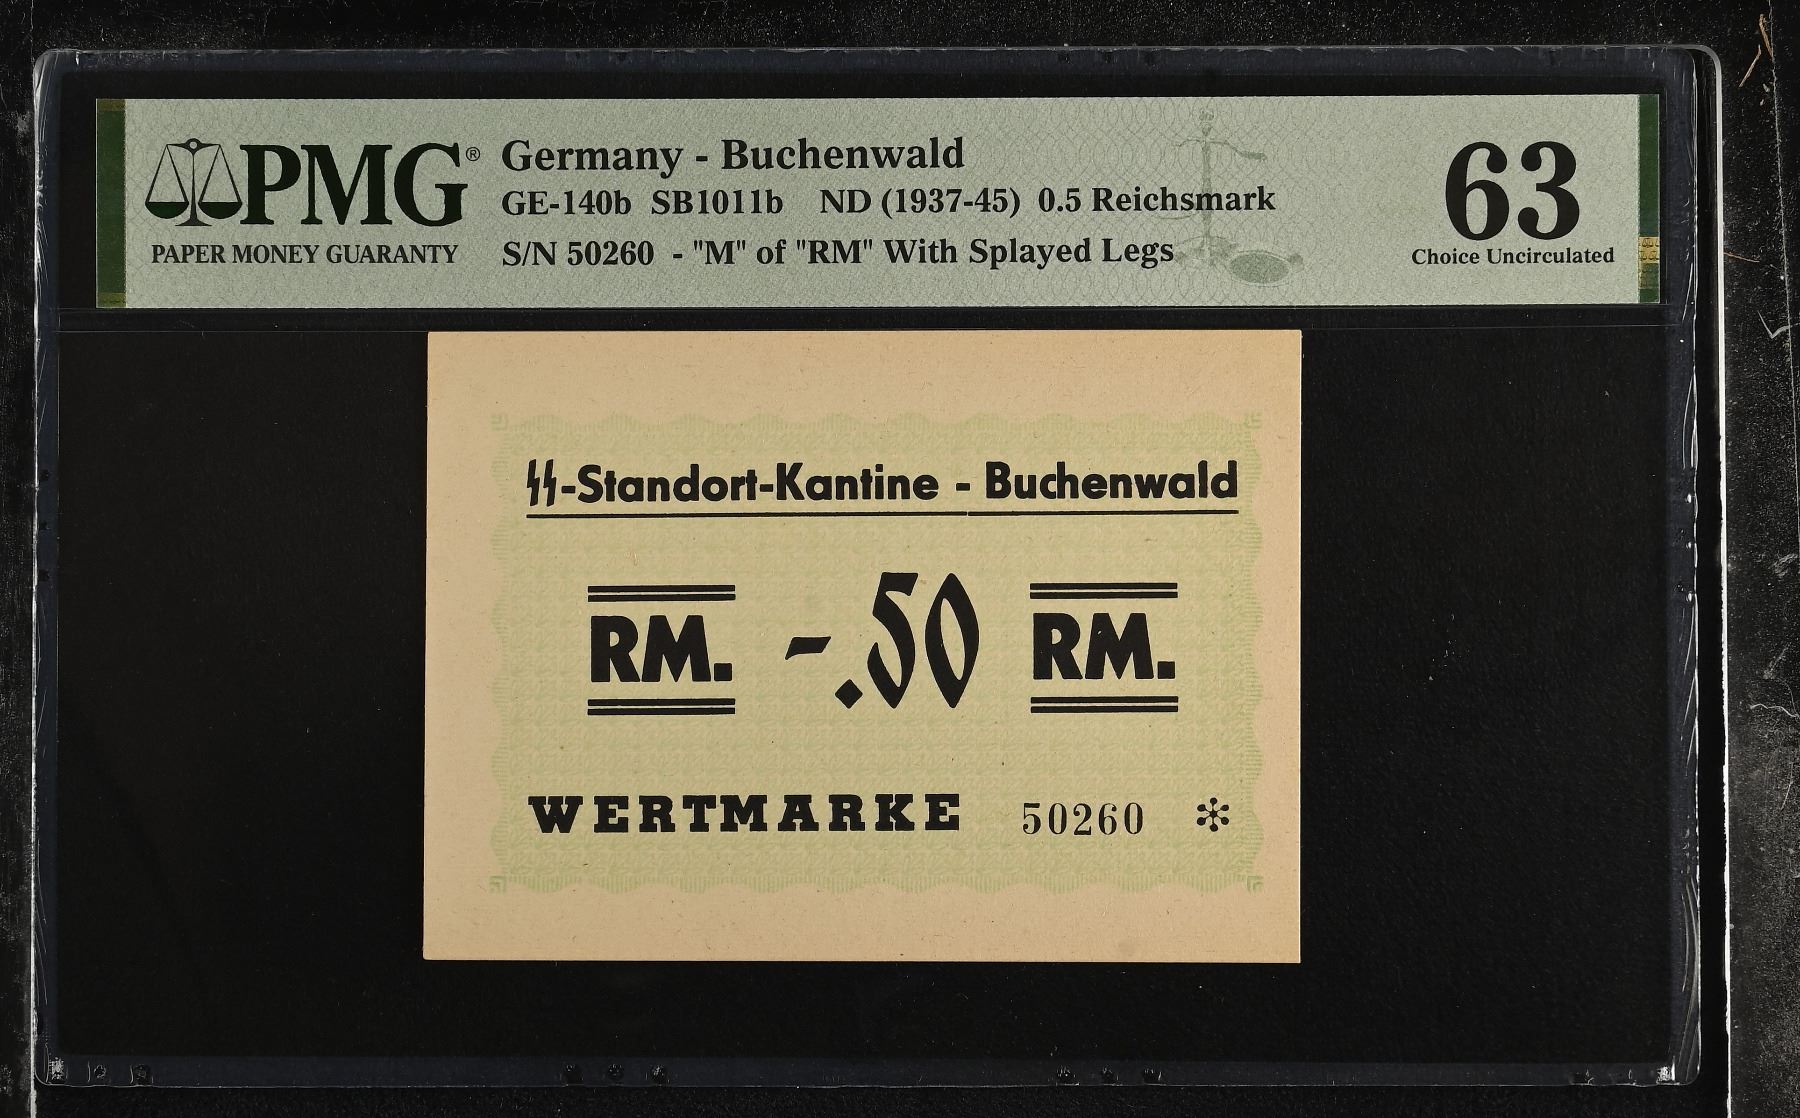 PMG®
PAPER MONEY GUARANTY
Germany - Buchenwald
GE-140b SB1011b ND (1937-45) 0.5 Reichsmark
S/N 50260 - "M" of "RM" With Splayed Legs
63
Choice Uncirculated
ᛋᛋ-Standort-Kantine - Buchenwald
RM. -.50 RM.
WERTMARKE 50260 *